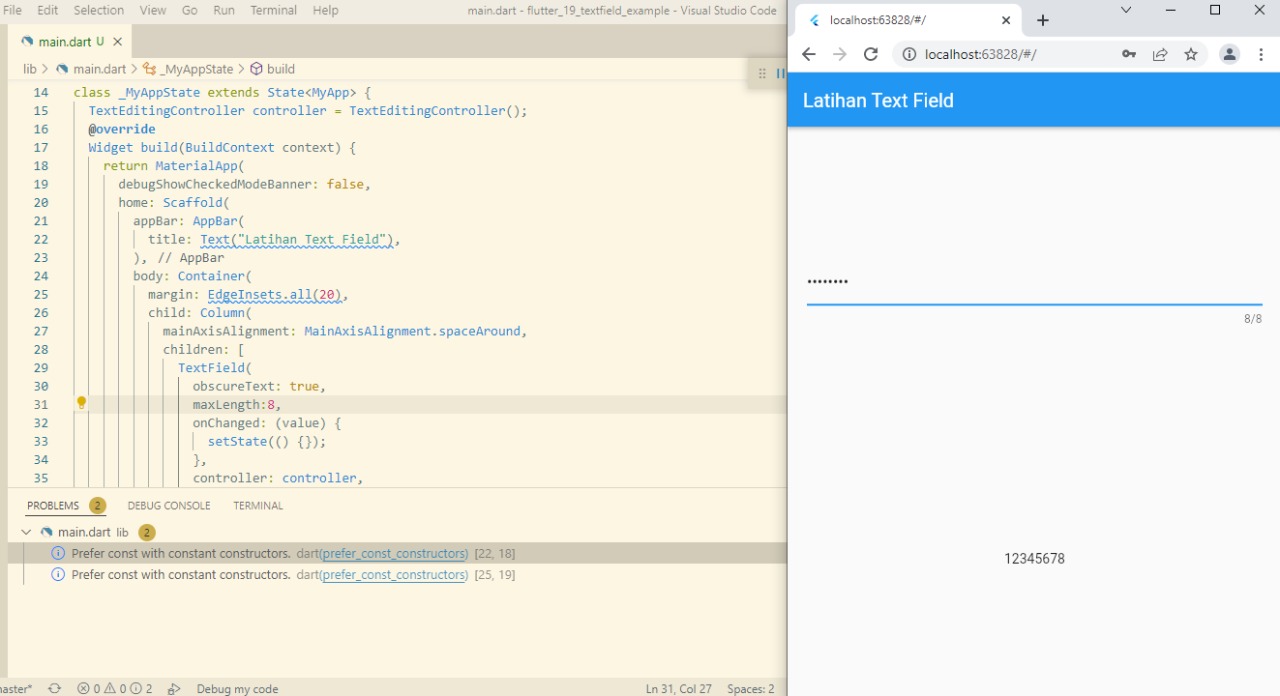 File Edit Selection View Go Run Terminal Help main.dart - flutter_19_textfield_example - Visual Studio Code
main.dart U
lib > main.dart > _MyAppState > build
14 class _MyAppState extends State<MyApp> {
15 TextEditingController controller = TextEditingController();
16 @override
17 Widget build(BuildContext context) {
18 return MaterialApp(
19 debugShowCheckedModeBanner: false,
20 home: Scaffold(
21 appBar: AppBar(
22 title: Text("Latihan Text Field"),
23 ), // AppBar
24 body: Container(
25 margin: EdgeInsets.all(20),
26 child: Column(
27 mainAxisAlignment: MainAxisAlignment.spaceAround,
28 children: [
29 TextField(
30 obscureText: true,
31 maxLength:8,
32 onChanged: (value) {
33 setState(() {});
34 },
35 controller: controller,
PROBLEMS 2 DEBUG CONSOLE TERMINAL
main.dart lib 2
Prefer const with constant constructors. dart(prefer_const_constructors) [22, 18]
Prefer const with constant constructors. dart(prefer_const_constructors) [25, 19]
0 0 2 Debug my code Ln 31, Col 27 Spaces: 2
localhost:63828/#/
localhost:63828/#/
Latihan Text Field
••••••••
8/8
12345678